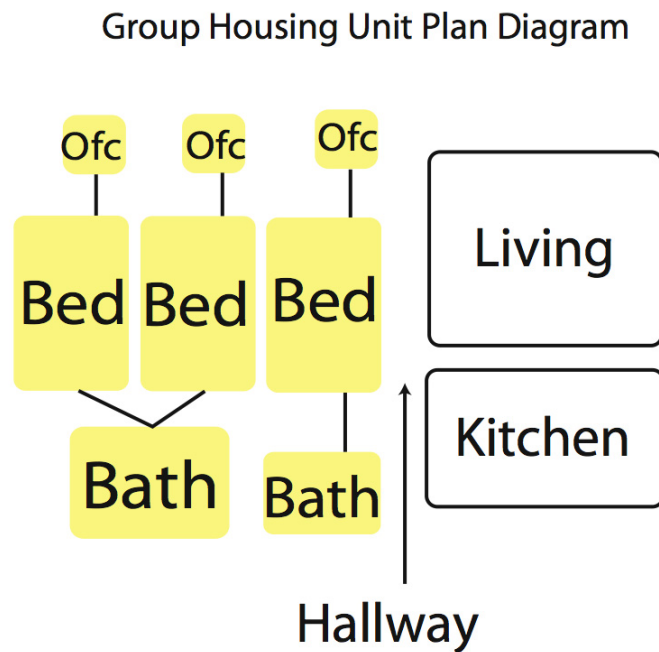 Group Housing Unit Plan Diagram
Ofc
Ofc
Ofc
Living
Bed
Bed
Bed
Kitchen
Bath
Bath
Hallway